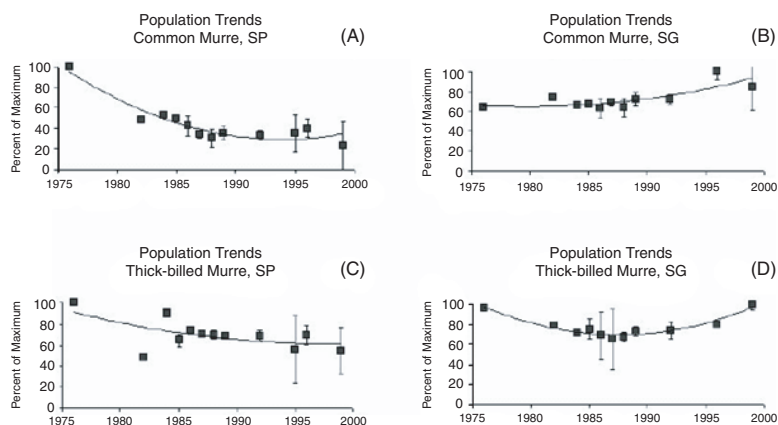 Population Trends
Common Murre, SP
(A)
Percent of Maximum
100
80
60
40
20
0
1975 1980 1985 1990 1995 2000
Population Trends
Common Murre, SG
(B)
Percent of Maximum
100
80
60
40
20
0
1975 1980 1985 1990 1995 2000
Population Trends
Thick-billed Murre, SP
(C)
Percent of Maximum
100
80
60
40
20
0
1975 1980 1985 1990 1995 2000
Population Trends
Thick-billed Murre, SG
(D)
Percent of Maximum
100
80
60
40
20
0
1975 1980 1985 1990 1995 2000